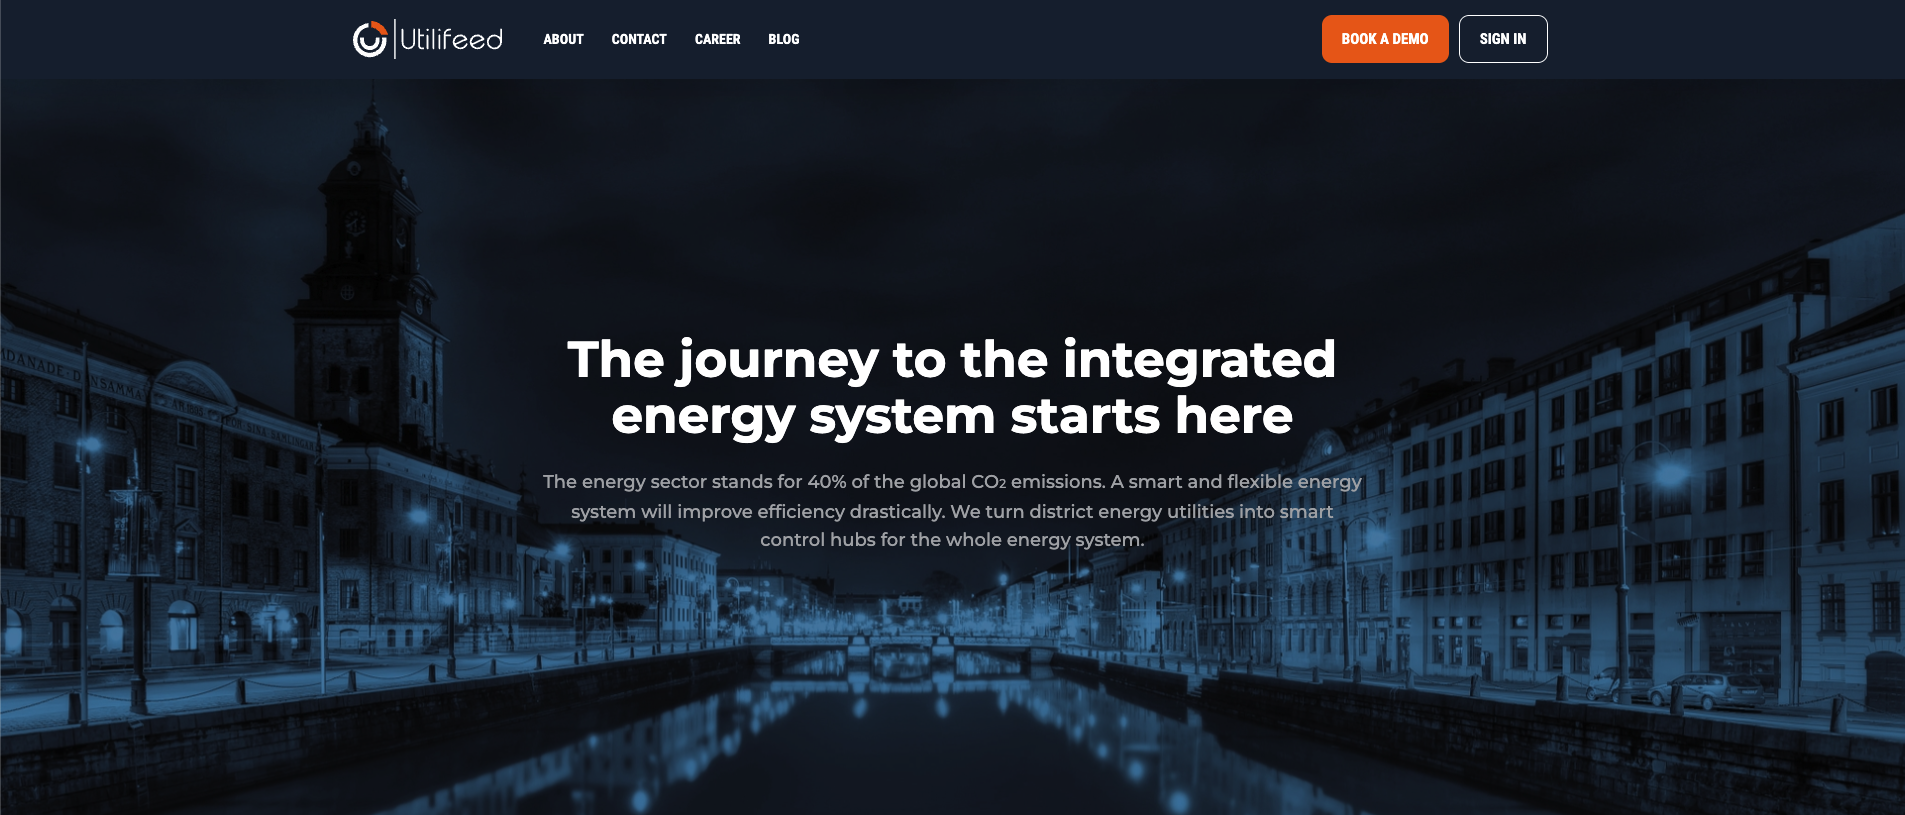 Utilifeed
ABOUT
CONTACT
CAREER
BLOG
BOOK A DEMO
SIGN IN
The journey to the integrated
energy system starts here
The energy sector stands for 40% of the global CO₂ emissions. A smart and flexible energy
system will improve efficiency drastically. We turn district energy utilities into smart
control hubs for the whole energy system.